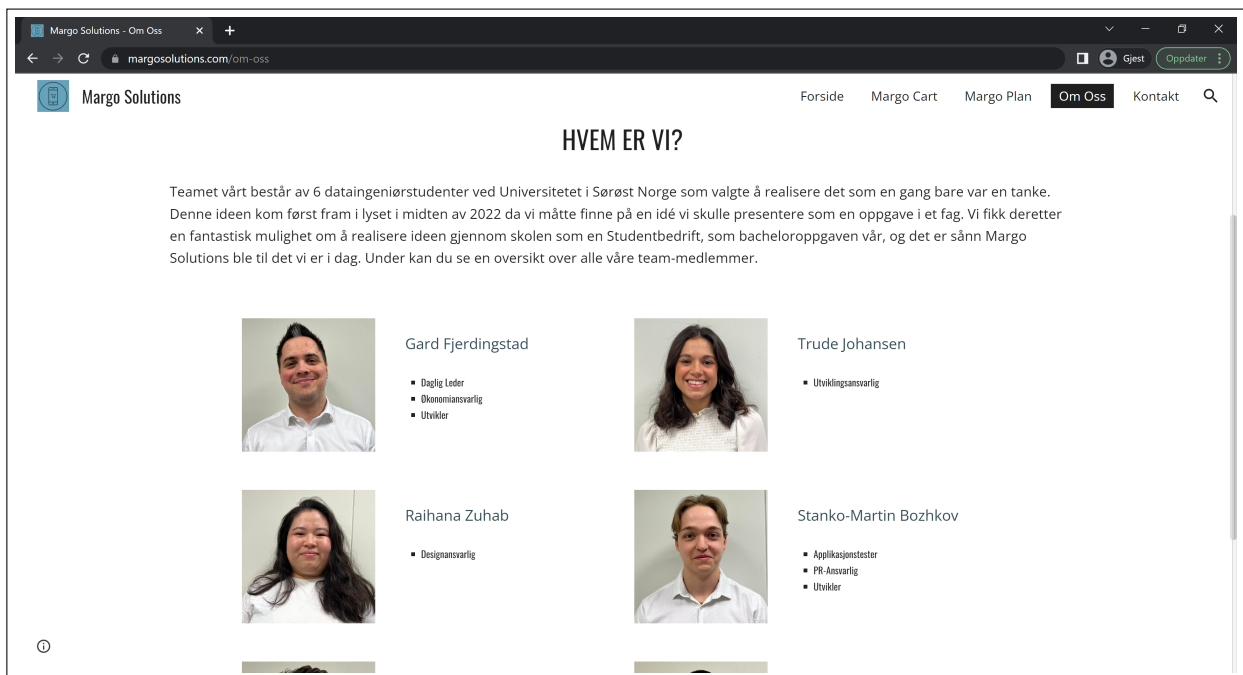 Margo Solutions - Om Oss
margosolutions.com/om-oss
Gjest
Oppdater
Margo Solutions
Forside
Margo Cart
Margo Plan
Om Oss
Kontakt
HVEM ER VI?
Teamet vårt består av 6 dataingeniørstudenter ved Universitetet i Sørøst Norge som valgte å realisere det som en gang bare var en tanke.
Denne ideen kom først fram i lyset i midten av 2022 da vi måtte finne på en idé vi skulle presentere som en oppgave i et fag. Vi fikk deretter
en fantastisk mulighet om å realisere ideen gjennom skolen som en Studentbedrift, som bacheloroppgaven vår, og det er sånn Margo
Solutions ble til det vi er i dag. Under kan du se en oversikt over alle våre team-medlemmer.
Gard Fjerdingstad
Daglig Leder
Økonomiansvarlig
Utvikler
Trude Johansen
Utviklingsansvarlig
Raihana Zuhab
Designansvarlig
Stanko-Martin Bozhkov
Applikasjonstester
PR-Ansvarlig
Utvikler